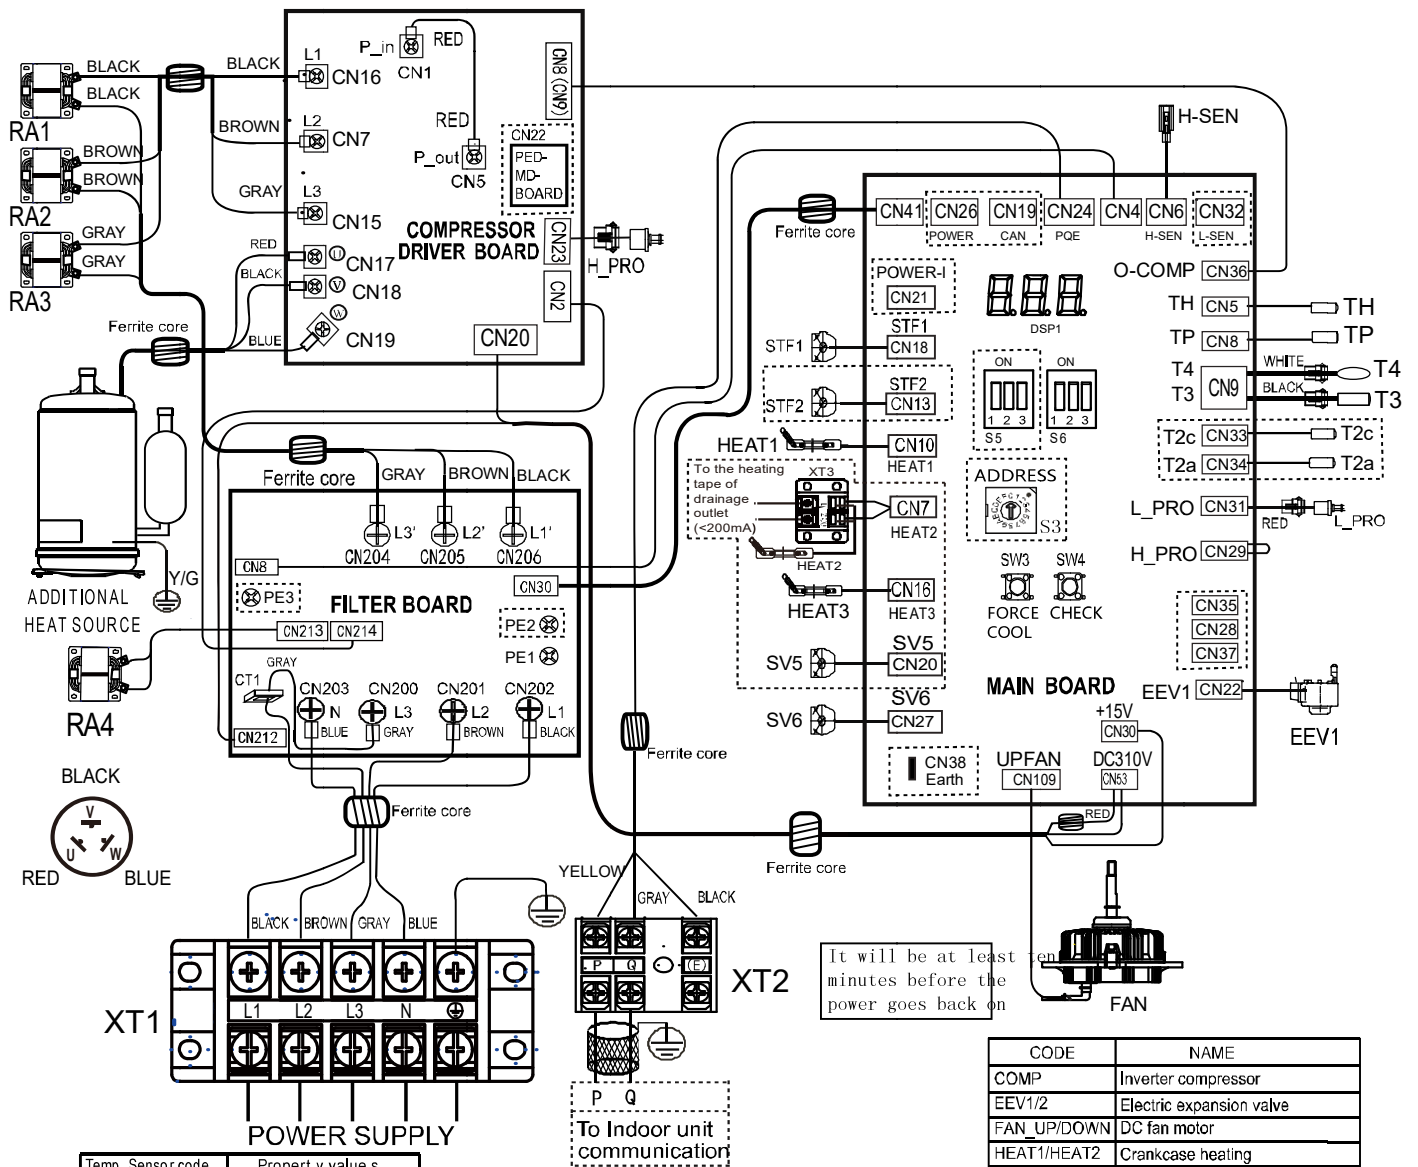 BLACK
BLACK
RA1
BROWN
BROWN
RA2
GRAY
GRAY
RA3
BLACK
L1
CN16
BROWN
L2
CN7
GRAY
L3
CN15
P_in
CN1
RED
RED
P_out
CN5
CN8 (CN9)
CN22
PED-
MD-
BOARD
COMPRESSOR
DRIVER BOARD
CN23
H_PRO
RED
U
CN17
BLACK
V
CN18
W
BLUE
CN19
CN20
CN2
Ferrite core
Ferrite core
ADDITIONAL
HEAT SOURCE
Y/G
RA4
GRAY
BROWN
BLACK
L3'
L2'
L1'
CN204
CN205
CN206
CN8
CN30
PE3
FILTER BOARD
PE2
PE1
CN213
CN214
GRAY
CT1
CN203
CN200
CN201
CN202
N
L3
L2
L1
BLUE
GRAY
BROWN
BLACK
CN212
Ferrite core
BLACK
V
U
W
RED
BLUE
BLACK
BROWN
GRAY
BLUE
XT1
L1
L2
L3
N
POWER SUPPLY
Ferrite core
YELLOW
GRAY
BLACK
P
Q
(E)
XT2
P
Q
To Indoor unit
communication
Ferrite core
Ferrite core
H-SEN
CN41
CN26
CN19
CN24
CN4
CN6
CN32
POWER
CAN
PQE
H-SEN
L-SEN
POWER-I
CN21
DSP1
STF1
STF1
CN18
STF2
STF2
CN13
HEAT1
CN10
HEAT1
To the heating
tape of
drainage
outlet
(<200mA)
XT3
CN7
HEAT2
HEAT2
HEAT3
CN16
HEAT3
SV5
SV5
CN20
SV6
SV6
CN27
CN38
Earth
ON
1 2 3
S5
ON
1 2 3
S6
ADDRESS
S3
SW3
SW4
FORCE
COOL
CHECK
MAIN BOARD
UPFAN
CN109
+15V
CN30
DC310V
CN53
RED
O-COMP
CN36
TH
CN5
TH
TP
CN8
TP
T4
T3
CN9
WHITE
T4
BLACK
T3
T2c
CN33
T2c
T2a
CN34
T2a
L_PRO
CN31
RED
L_PRO
H_PRO
CN29
CN35
CN28
CN37
EEV1
CN22
EEV1
It will be at least ten
minutes before the
power goes back on
FAN
CODE NAME
COMP Inverter compressor
EEV1/2 Electric expansion valve
FAN_UP/DOWN DC fan motor
HEAT1/HEAT2 Crankcase heating
Temp. Sensor code Property values